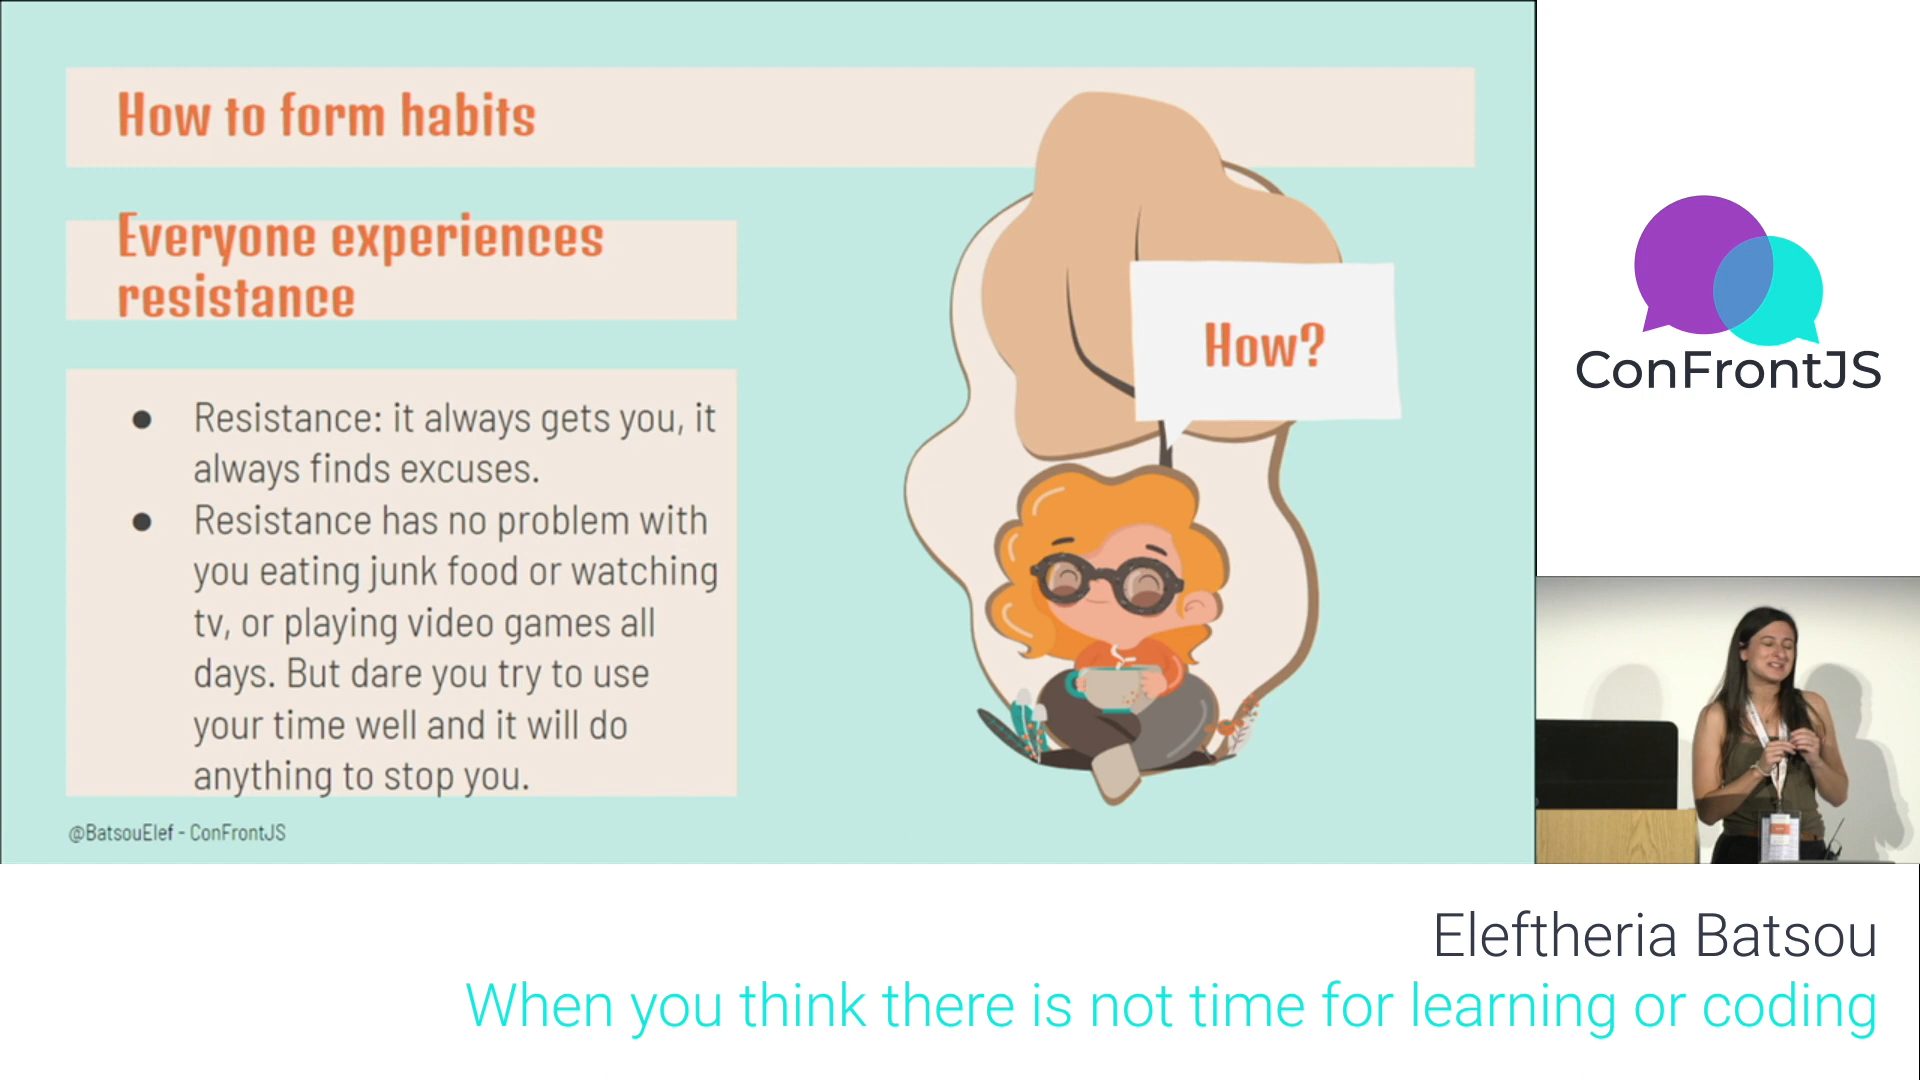 How to form habits
Everyone experiences
resistance
● Resistance: it always gets you, it
always finds excuses.
● Resistance has no problem with
you eating junk food or watching
tv, or playing video games all
days. But dare you try to use
your time well and it will do
anything to stop you.
How?
@BatsouElef - ConFrontJS
ConFrontJS
Eleftheria Batsou
When you think there is not time for learning or coding